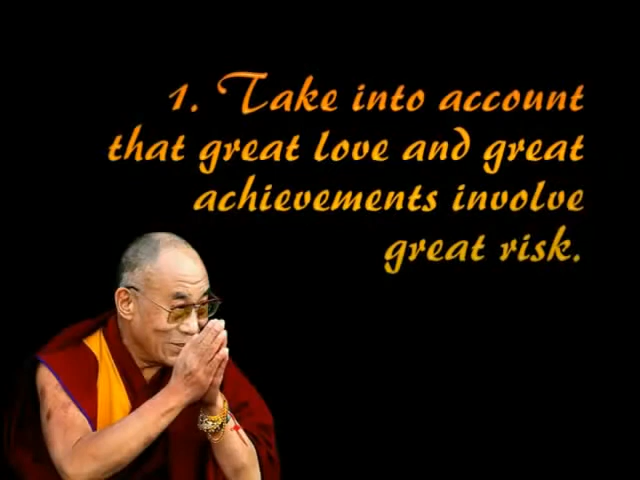 1. Take into account
that great love and great
achievements involve
great risk.